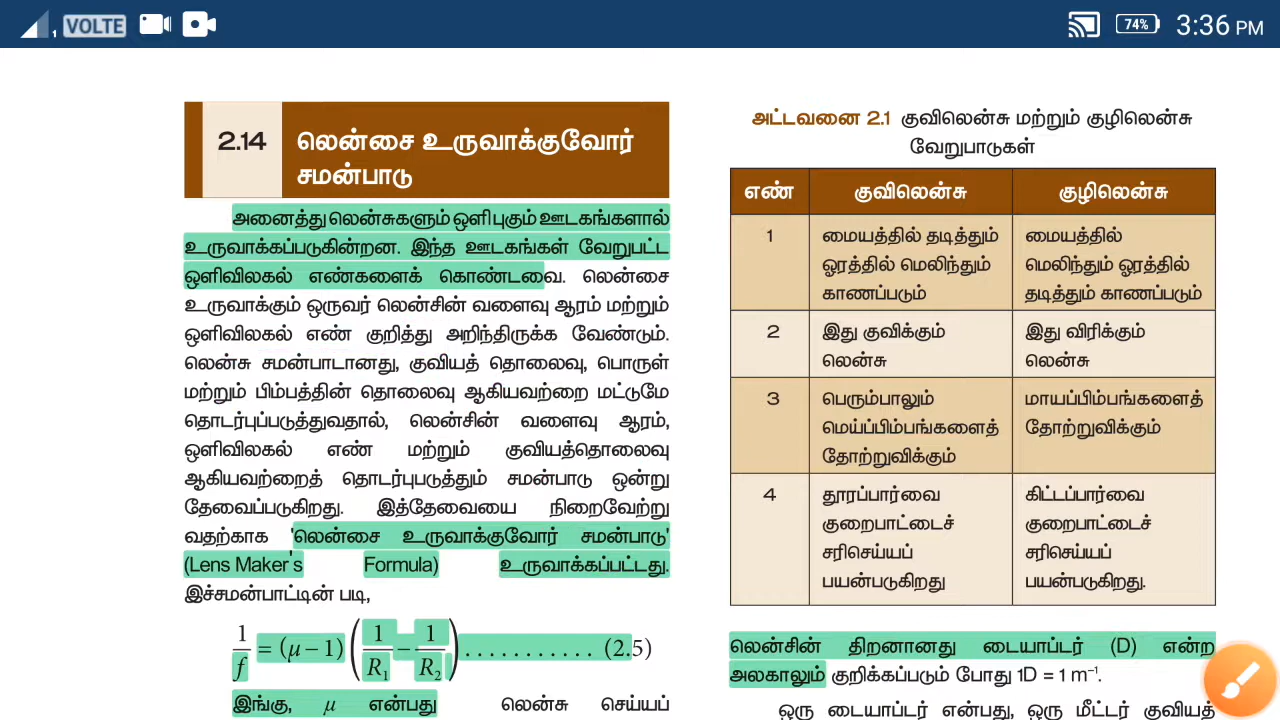 VOLTE 74% 3:36 PM
2.14 லென்சை உருவாக்குவோர்
சமன்பாடு
அனைத்து லென்சுகளும் ஒளி புகும் ஊடகங்களால்
உருவாக்கப்படுகின்றன. இந்த ஊடகங்கள் வேறுபட்ட
ஒளிவிலகல் எண்களைக் கொண்டவை. லென்சை
உருவாக்கும் ஒருவர் லென்சின் வளைவு ஆரம் மற்றும்
ஒளிவிலகல் எண் குறித்து அறிந்திருக்க வேண்டும்.
லென்சு சமன்பாடானது, குவியத் தொலைவு, பொருள்
மற்றும் பிம்பத்தின் தொலைவு ஆகியவற்றை மட்டுமே
தொடர்புப்படுத்துவதால், லென்சின் வளைவு ஆரம்,
ஒளிவிலகல் எண் மற்றும் குவியத்தொலைவு
ஆகியவற்றைத் தொடர்புபடுத்தும் சமன்பாடு ஒன்று
தேவைப்படுகிறது. இத்தேவையை நிறைவேற்று
வதற்காக 'லென்சை உருவாக்குவோர் சமன்பாடு'
(Lens Maker's Formula) உருவாக்கப்பட்டது.
இச்சமன்பாட்டின் படி,
1/f = (μ−1) (1/R₁ − 1/R₂) ........... (2.5)
இங்கு, μ என்பது லென்சு செய்யப்
அட்டவணை 2.1 குவிலென்சு மற்றும் குழிலென்சு
வேறுபாடுகள்
எண் குவிலென்சு குழிலென்சு
1 மையத்தில் தடித்தும் மையத்தில்
ஓரத்தில் மெலிந்தும் மெலிந்தும் ஓரத்தில்
காணப்படும் தடித்தும் காணப்படும்
2 இது குவிக்கும் இது விரிக்கும்
லென்சு லென்சு
3 பெரும்பாலும் மாயப்பிம்பங்களைத்
மெய்ப்பிம்பங்களைத் தோற்றுவிக்கும்
தோற்றுவிக்கும்
4 தூரப்பார்வை கிட்டப்பார்வை
குறைபாட்டைச் குறைபாட்டைச்
சரிசெய்யப் சரிசெய்யப்
பயன்படுகிறது பயன்படுகிறது.
லென்சின் திறனானது டையாப்டர் (D) என்ற
அலகாலும் குறிக்கப்படும் போது 1D = 1 m⁻¹.
ஒரு டையாப்டர் என்பது, ஒரு மீட்டர் குவியத்